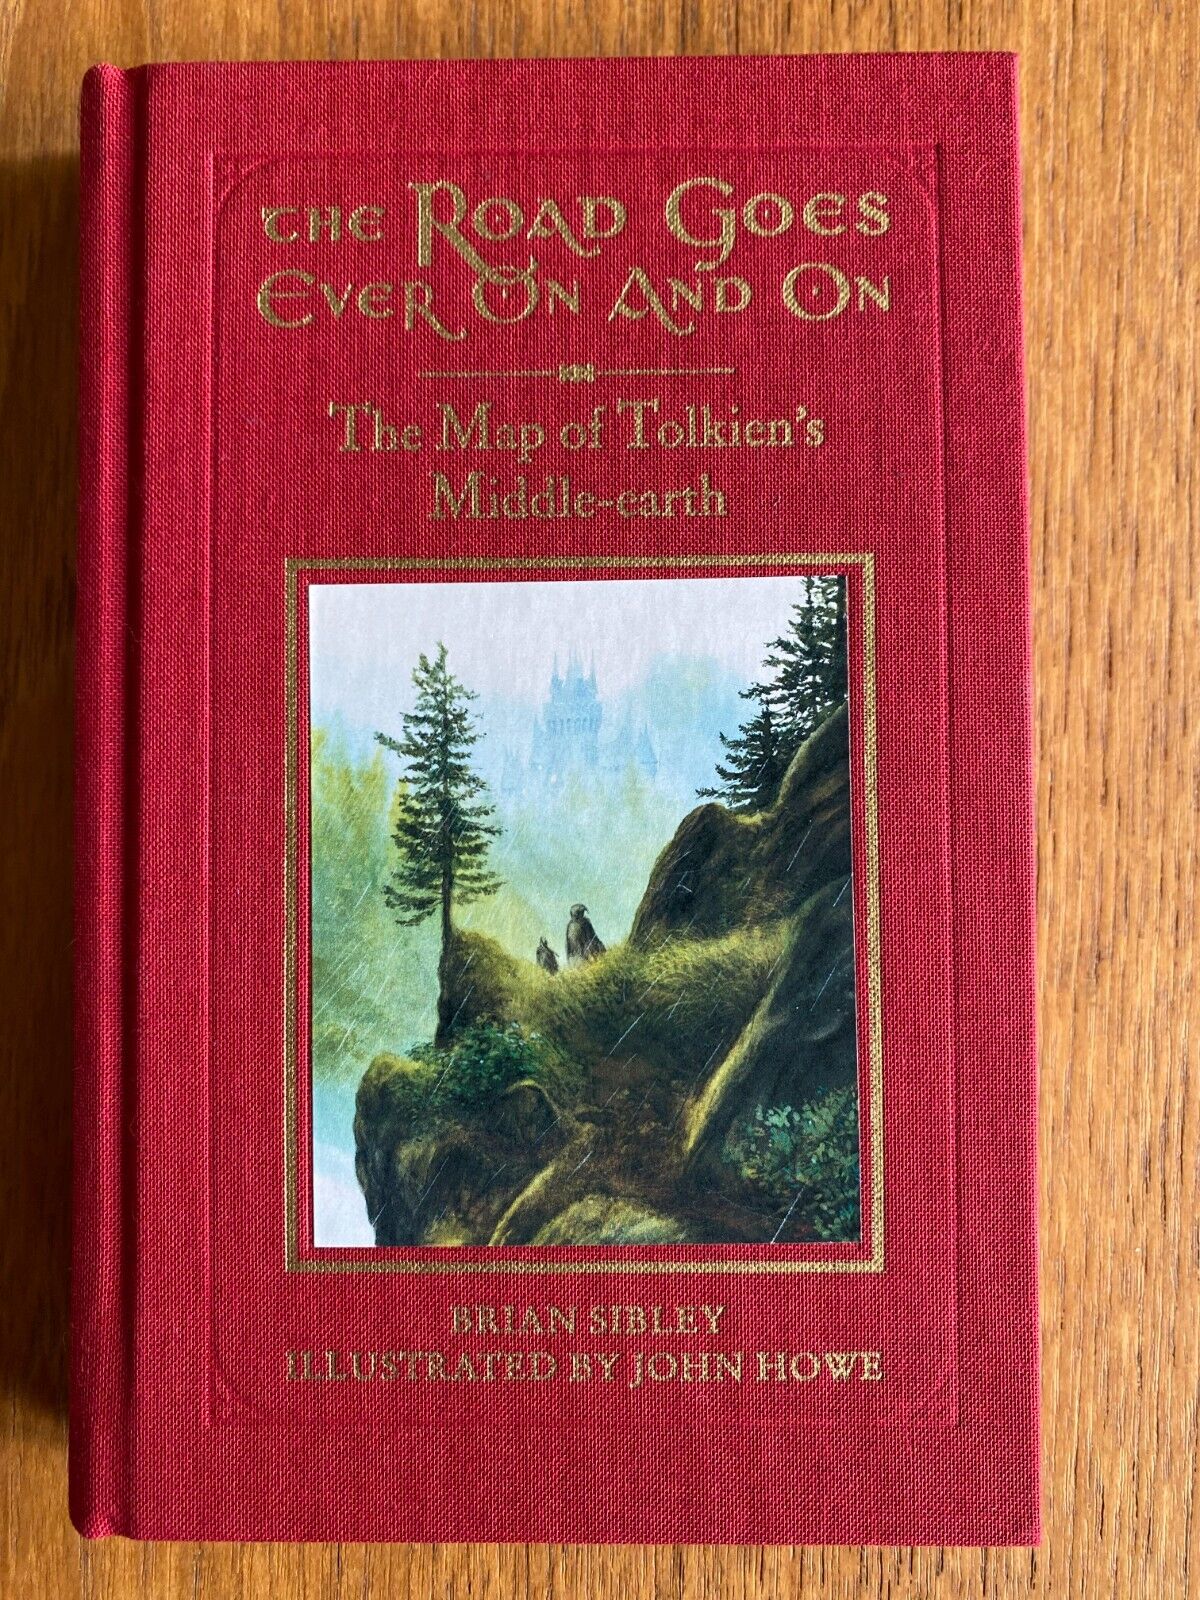 THE ROAD GOES
EVER ON AND ON
The Map of Tolkien's
Middle-earth
BRIAN SIBLEY
ILLUSTRATED BY JOHN HOWE